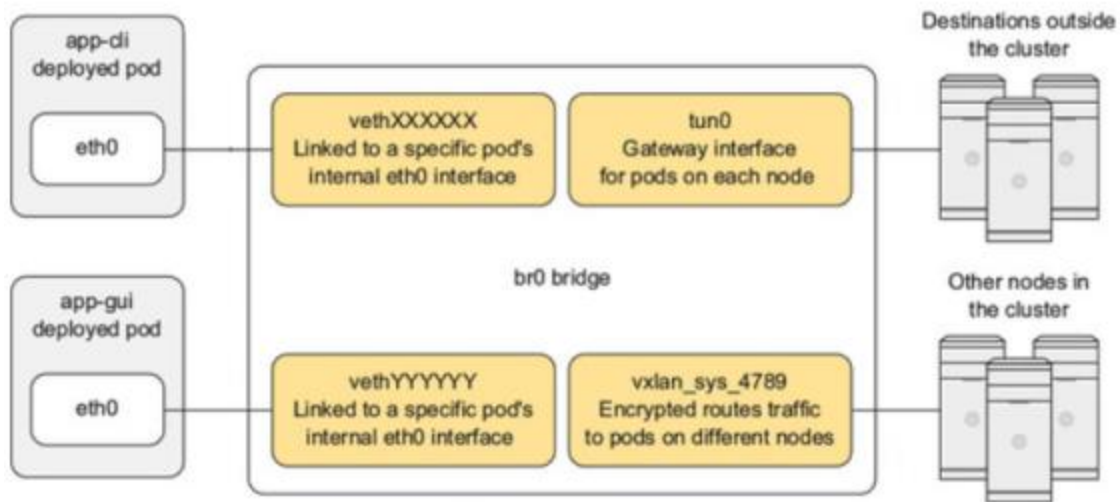 app-cli
deployed pod
eth0
vethXXXXXX
Linked to a specific pod's
internal eth0 interface
tun0
Gateway interface
for pods on each node
Destinations outside
the cluster
br0 bridge
app-gui
deployed pod
eth0
vethYYYYYY
Linked to a specific pod's
internal eth0 interface
vxlan_sys_4789
Encrypted routes traffic
to pods on different nodes
Other nodes in
the cluster